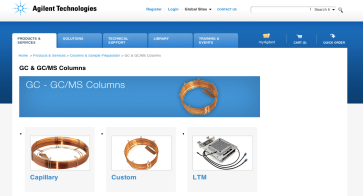 Agilent Technologies
Register Login Global Sites Contact Us
Search
PRODUCTS & SERVICES
SOLUTIONS
TECHNICAL SUPPORT
LIBRARY
TRAINING & EVENTS
myAgilent
CART (0)
QUICK ORDER
Home > Products & Services > Columns & Sample Preparation > GC & GC/MS Columns
GC & GC/MS Columns
GC - GC/MS Columns
Capillary
Custom
LTM